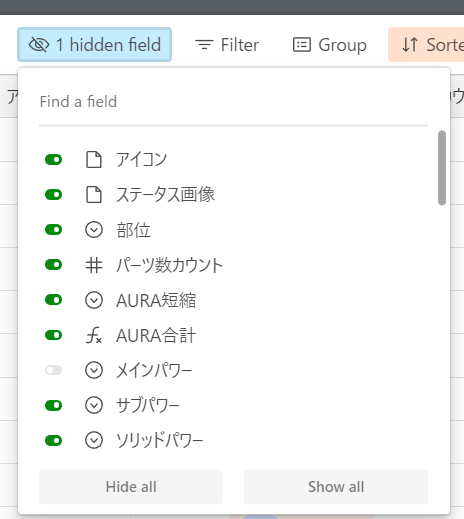 1 hidden field Filter Group Sorte
Find a field
アイコン
ステータス画像
部位
パーツ数カウント
AURA短縮
AURA合計
メインパワー
サブパワー
ソリッドパワー
Hide all Show all